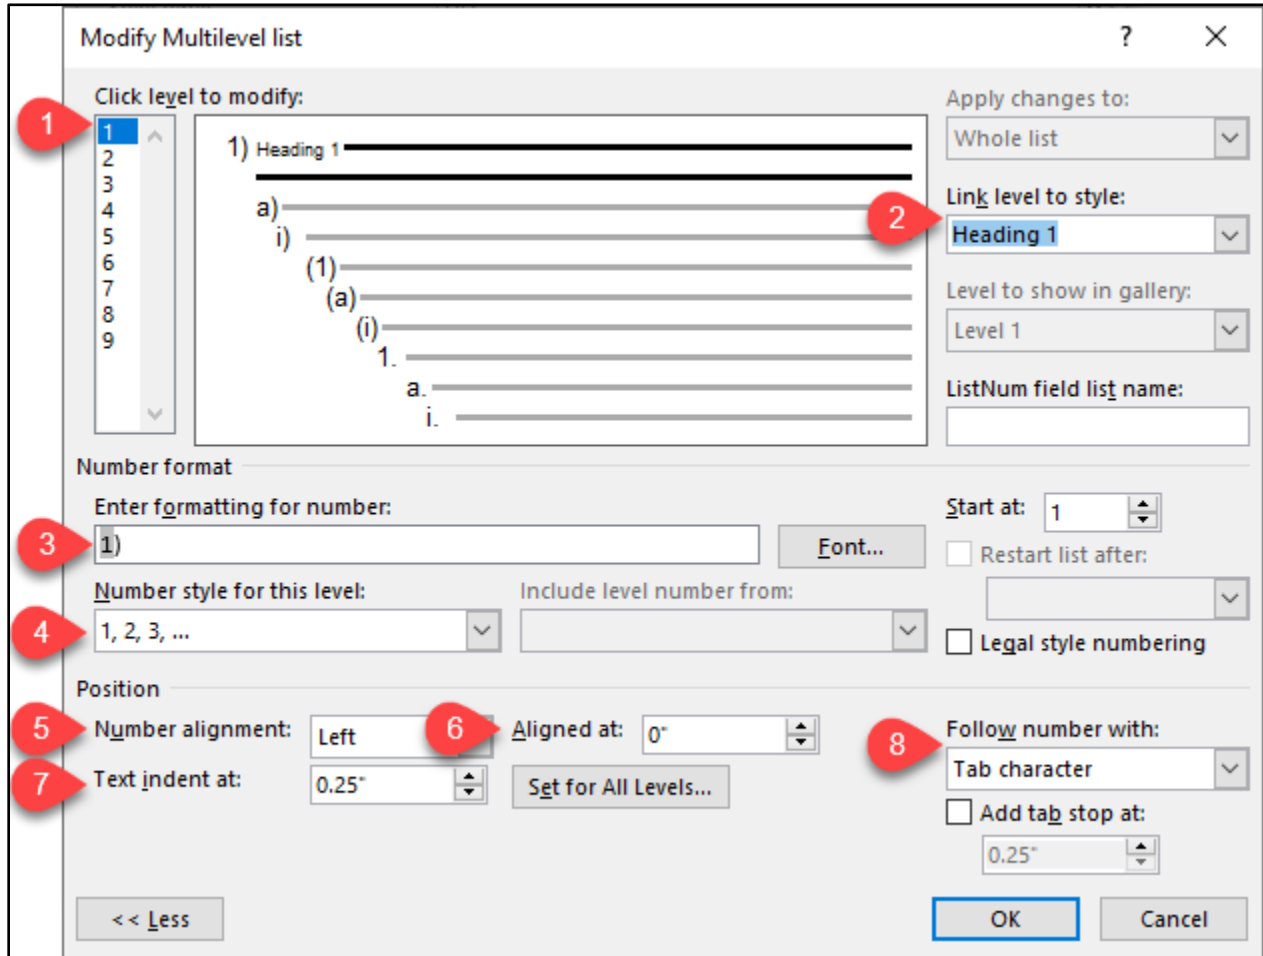 Modify Multilevel list ? ×
Click level to modify:
Apply changes to:
1
1
2
3
4
5
6
7
8
9
1) Heading 1
a)
i)
(1)
(a)
(i)
1.
a.
i.
Whole list
2
Link level to style:
Heading 1
Level to show in gallery:
Level 1
ListNum field list name:
Number format
Enter formatting for number:
3
1)
Font...
Start at: 1
Restart list after:
Number style for this level:
Include level number from:
4
1, 2, 3, ...
Legal style numbering
Position
5
Number alignment: Left
6
Aligned at: 0"
8
Follow number with:
Tab character
7
Text indent at: 0.25"
Set for All Levels...
Add tab stop at:
0.25"
<< Less
OK
Cancel